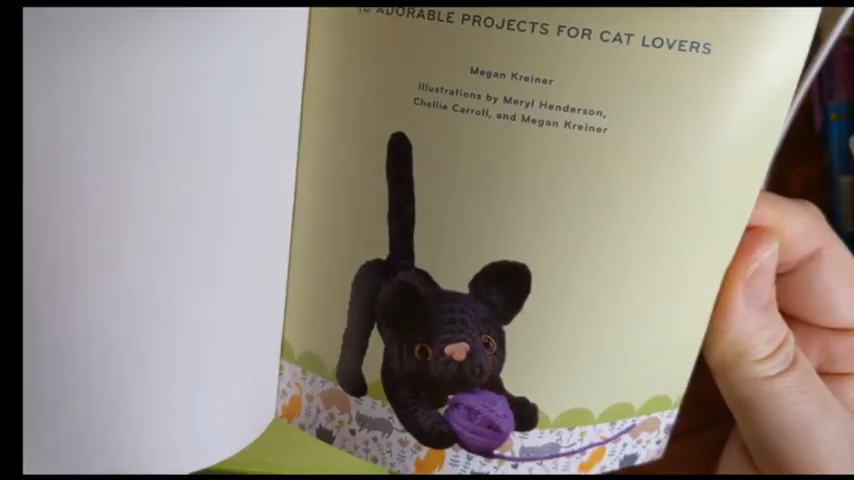 ADORABLE PROJECTS FOR CAT LOVERS
Megan Kreiner
Illustrations by Meryl Henderson,
Chellie Carroll, and Megan Kreiner